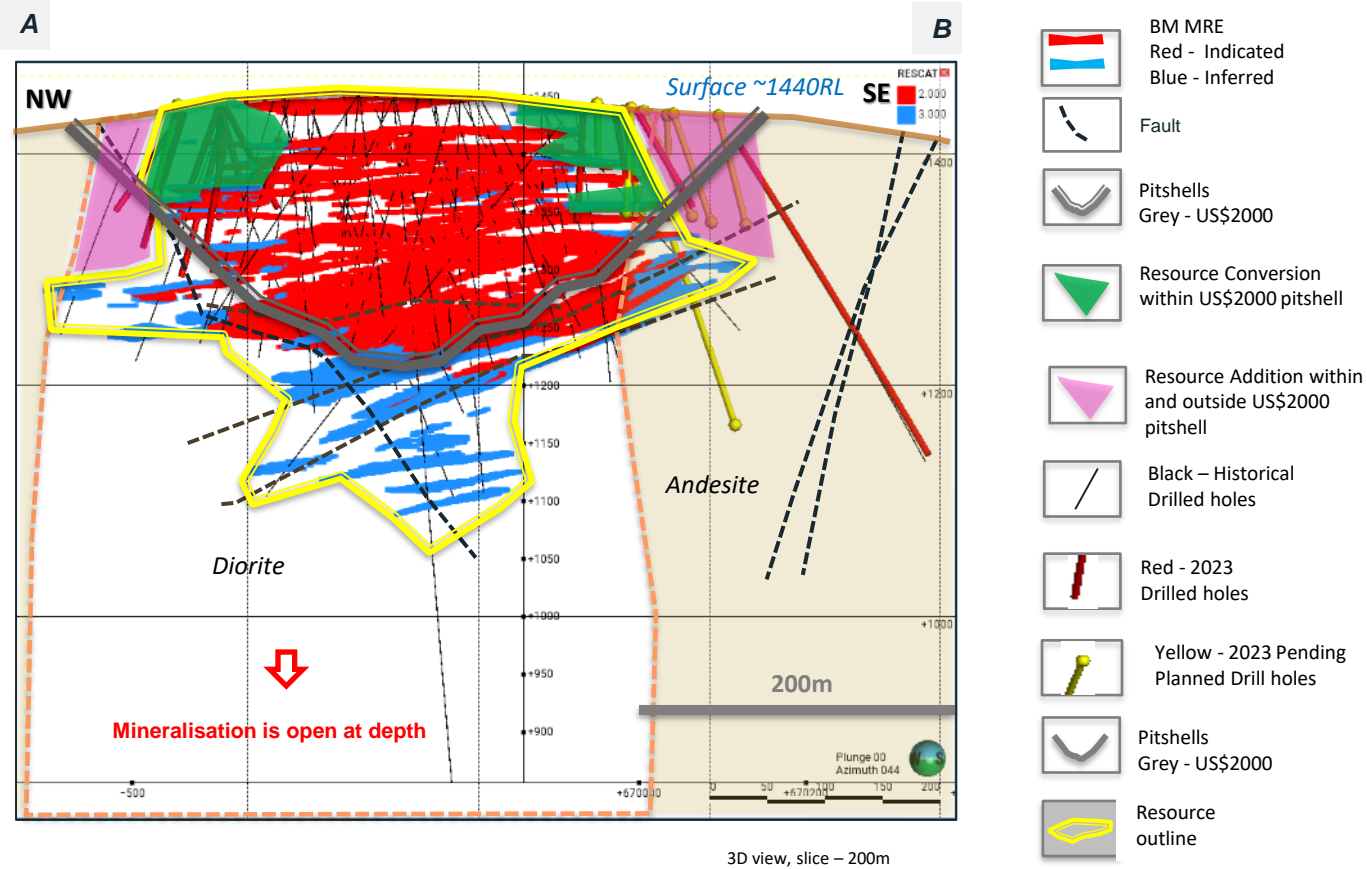 A
B
NW
Surface ~1440RL
SE
RESCAT
2.000
3.000
+1450
+1400
+1350
+1300
+1250
+1200
+1200
+1150
+1100
+1050
+1000
+1000
+950
+900
Andesite
Diorite
Mineralisation is open at depth
200m
Plunge 00
Azimuth 044
-500
0 50 100 150 200
+670200
3D view, slice – 200m
BM MRE
Red - Indicated
Blue - Inferred
Fault
Pitshells
Grey - US$2000
Resource Conversion
within US$2000 pitshell
Resource Addition within
and outside US$2000
pitshell
Black – Historical
Drilled holes
Red - 2023
Drilled holes
Yellow - 2023 Pending
Planned Drill holes
Pitshells
Grey - US$2000
Resource
outline